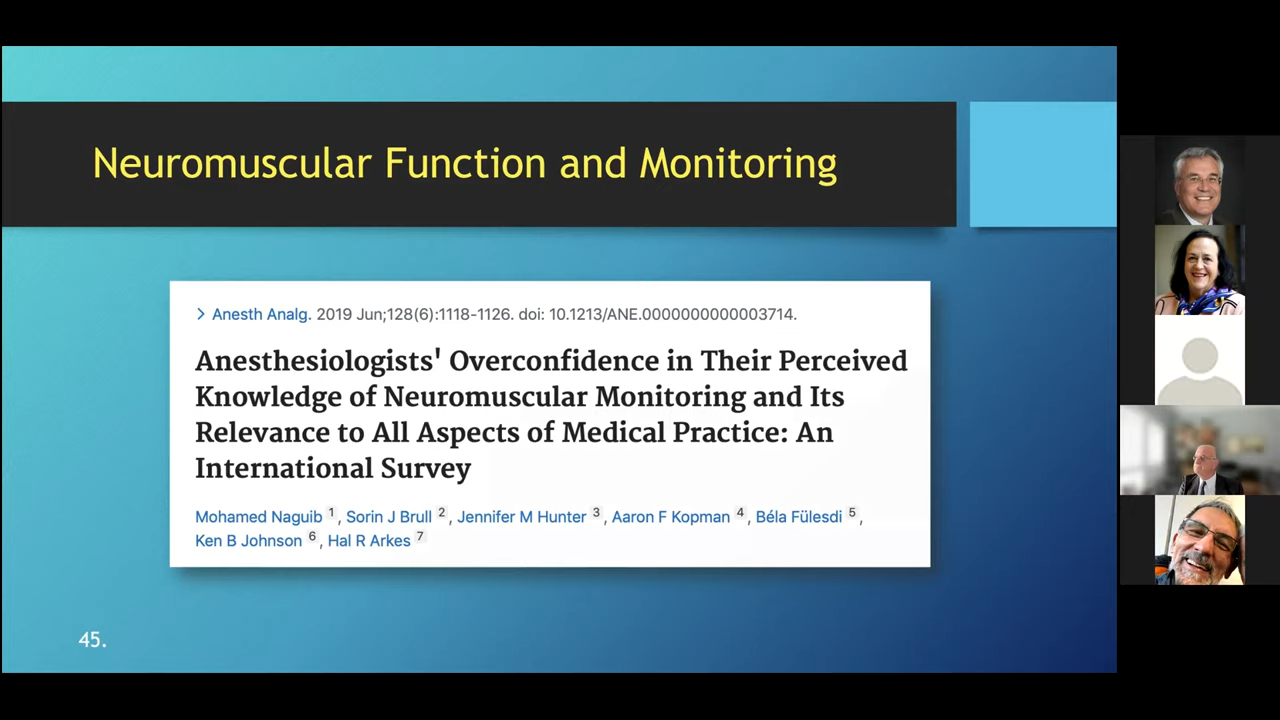 Neuromuscular Function and Monitoring
> Anesth Analg. 2019 Jun;128(6):1118-1126. doi: 10.1213/ANE.0000000000003714.
Anesthesiologists' Overconfidence in Their Perceived
Knowledge of Neuromuscular Monitoring and Its
Relevance to All Aspects of Medical Practice: An
International Survey
Mohamed Naguib 1, Sorin J Brull 2, Jennifer M Hunter 3, Aaron F Kopman 4, Béla Fülesdi 5,
Ken B Johnson 6, Hal R Arkes 7
45.